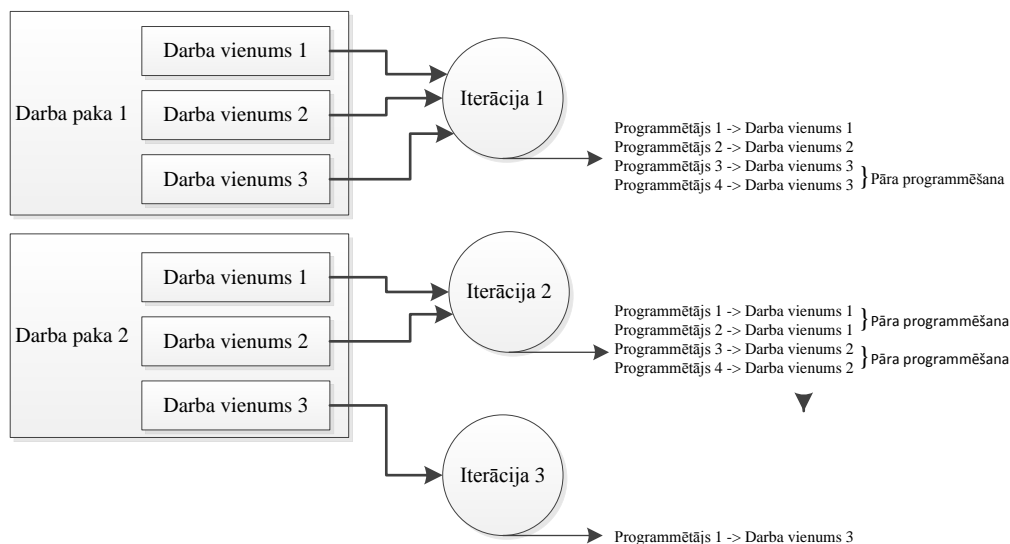 Darba paka 1
Darba vienums 1
Darba vienums 2
Darba vienums 3
Iterācija 1
Programmētājs 1 -> Darba vienums 1
Programmētājs 2 -> Darba vienums 2
Programmētājs 3 -> Darba vienums 3
Programmētājs 4 -> Darba vienums 3
} Pāra programmēšana
Darba paka 2
Darba vienums 1
Darba vienums 2
Darba vienums 3
Iterācija 2
Programmētājs 1 -> Darba vienums 1
Programmētājs 2 -> Darba vienums 1
} Pāra programmēšana
Programmētājs 3 -> Darba vienums 2
Programmētājs 4 -> Darba vienums 2
} Pāra programmēšana
Iterācija 3
Programmētājs 1 -> Darba vienums 3